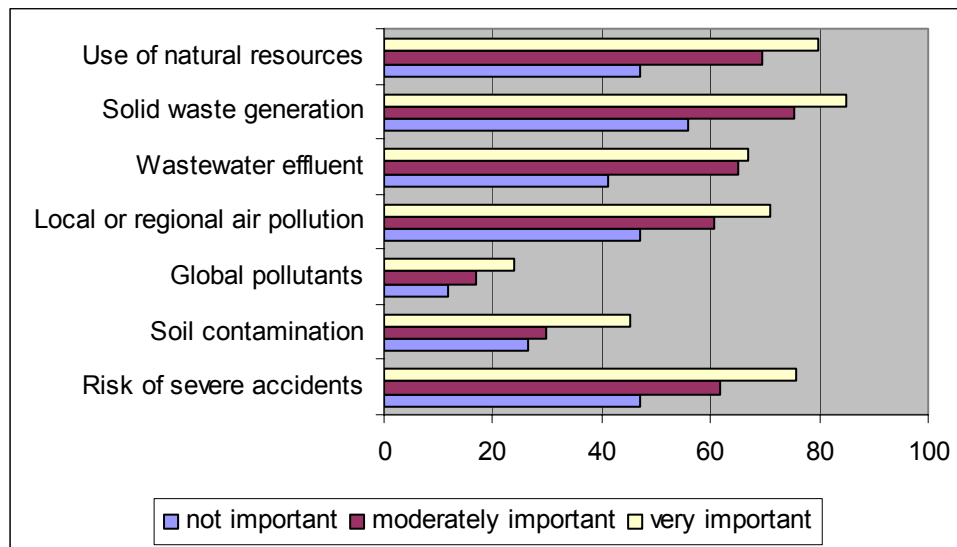 Use of natural resources
Solid waste generation
Wastewater effluent
Local or regional air pollution
Global pollutants
Soil contamination
Risk of severe accidents
0 20 40 60 80 100
not important moderately important very important